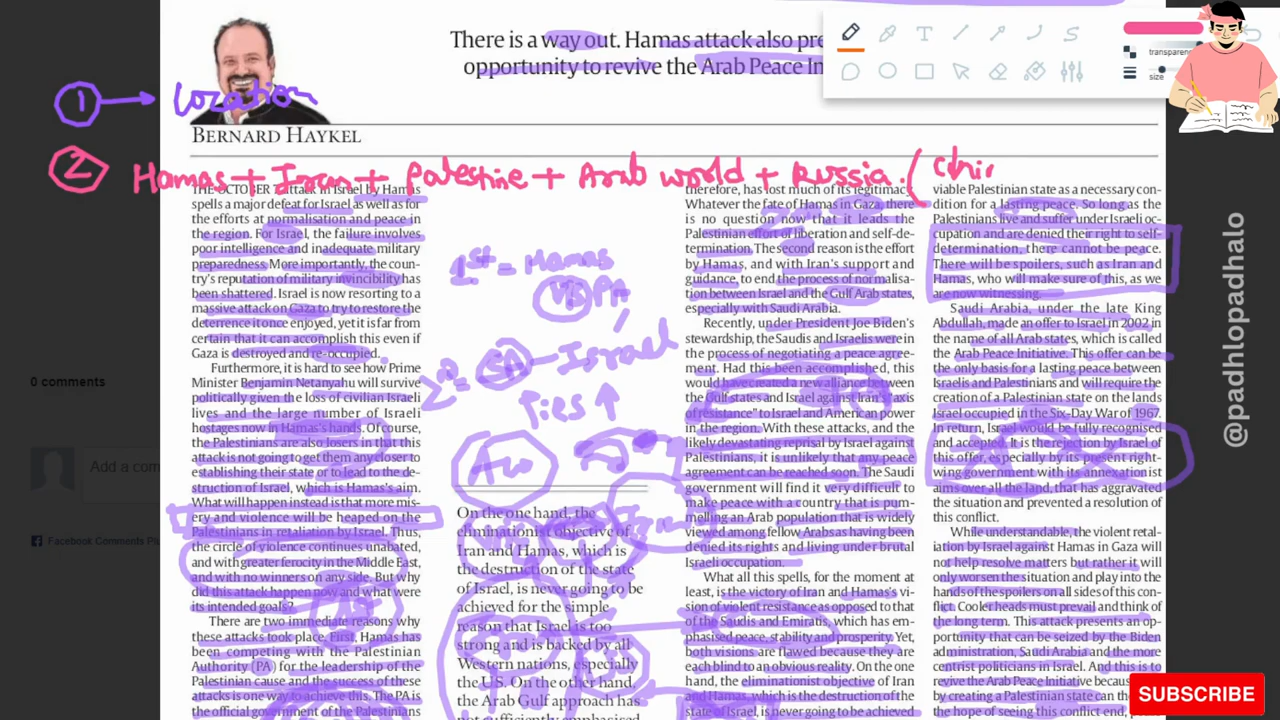 There is a way out. Hamas attack also pre
opportunity to revive the Arab Peace In
transparen
size
① → Location
BERNARD HAYKEL
② Hamas + Iran + Palestine + Arab world + Russia. ( Chi
THE OCTOBER 7 attack in Israel by Hamas
spells a major defeat for Israel as well as for
the efforts at normalisation and peace in
the region. For Israel, the failure involves
poor intelligence and inadequate military
preparedness. More importantly, the coun-
try's reputation of military invincibility has
been shattered. Israel is now resorting to a
massive attack on Gaza to try to restore the
deterrence it once enjoyed, yet it is far from
certain that it can accomplish this even if
Gaza is destroyed and re-occupied.
Furthermore, it is hard to see how Prime
Minister Benjamin Netanyahu will survive
politically given the loss of civilian Israeli
lives and the large number of Israeli
hostages now in Hamas's hands. Of course,
the Palestinians are also losers in that this
attack is not going to get them any closer to
establishing their state or to lead to the de-
struction of Israel, which is Hamas's aim.
What will happen instead is that more mis-
ery and violence will be heaped on the
Palestinians in retaliation by Israel. Thus,
the circle of violence continues unabated,
and with greater ferocity in the Middle East,
and with no winners on any side. But why
did this attack happen now and what were
its intended goals?
There are two immediate reasons why
these attacks took place. First, Hamas has
been competing with the Palestinian
Authority (PA) for the leadership of the
Palestinian cause and the success of these
attacks is one way to achieve this. The PA is
the official government of the Palestinians
1st - Hamas
SA - Israel
ties ↑
On the one hand, the
eliminationist objective of
Iran and Hamas, which is
the destruction of the state
of Israel, is never going to be
achieved for the simple
reason that Israel is too
strong and is backed by all
Western nations, especially
the US. On the other hand,
the Arab Gulf approach has
not sufficiently emphasised
therefore, has lost much of its legitimacy.
Whatever the fate of Hamas in Gaza, there
is no question now that it leads the
Palestinian effort of liberation and self-de-
termination. The second reason is the effort
by Hamas, and with Iran's support and
guidance, to end the process of normalisa-
tion between Israel and the Gulf Arab states,
especially with Saudi Arabia.
Recently, under President Joe Biden's
stewardship, the Saudis and Israelis were in
the process of negotiating a peace agree-
ment. Had this been accomplished, this
would have created a new alliance between
the Gulf states and Israel against Iran's "axis
of resistance" to Israel and American power
in the region. With these attacks, and the
likely devastating reprisal by Israel against
Palestinians, it is unlikely that any peace
agreement can be reached soon. The Saudi
government will find it very difficult to
make peace with a country that is pum-
melling an Arab population that is widely
viewed among fellow Arabs as having been
denied its rights and living under brutal
Israeli occupation.
What all this spells, for the moment at
least, is the victory of Iran and Hamas's vi-
sion of violent resistance as opposed to that
of the Saudis and Emiratis, which has em-
phasised peace, stability and prosperity. Yet,
both visions are flawed because they are
each blind to an obvious reality. On the one
hand, the eliminationist objective of Iran
and Hamas, which is the destruction of the
state of Israel, is never going to be achieved
viable Palestinian state as a necessary con-
dition for a lasting peace. So long as the
Palestinians live and suffer under Israeli oc-
cupation and are denied their right to self-
determination, there cannot be peace.
There will be spoilers, such as Iran and
Hamas, who will make sure of this, as we
are now witnessing.
Saudi Arabia, under the late King
Abdullah, made an offer to Israel in 2002 in
the name of all Arab states, which is called
the Arab Peace Initiative. This offer can be
the only basis for a lasting peace between
Israelis and Palestinians and will require the
creation of a Palestinian state on the lands
Israel occupied in the Six-Day War of 1967.
In return, Israel would be fully recognised
and accepted. It is the rejection by Israel of
this offer, especially by its present right-
wing government with its annexationist
aims over all the land, that has aggravated
the situation and prevented a resolution of
this conflict.
While understandable, the violent retal-
iation by Israel against Hamas in Gaza will
not help resolve matters but rather it will
only worsen the situation and play into the
hands of the spoilers on all sides of this con-
flict. Cooler heads must prevail and think of
the long term. This attack presents an op-
portunity that can be seized by the Biden
administration, Saudi Arabia and the more
centrist politicians in Israel. And this is to
revive the Arab Peace Initiative becau
by creating a Palestinian state can the
the hope of seeing this conflict end,
0 comments
Add a com
Facebook Comments Plu
@padhlopadhalo
SUBSCRIBE